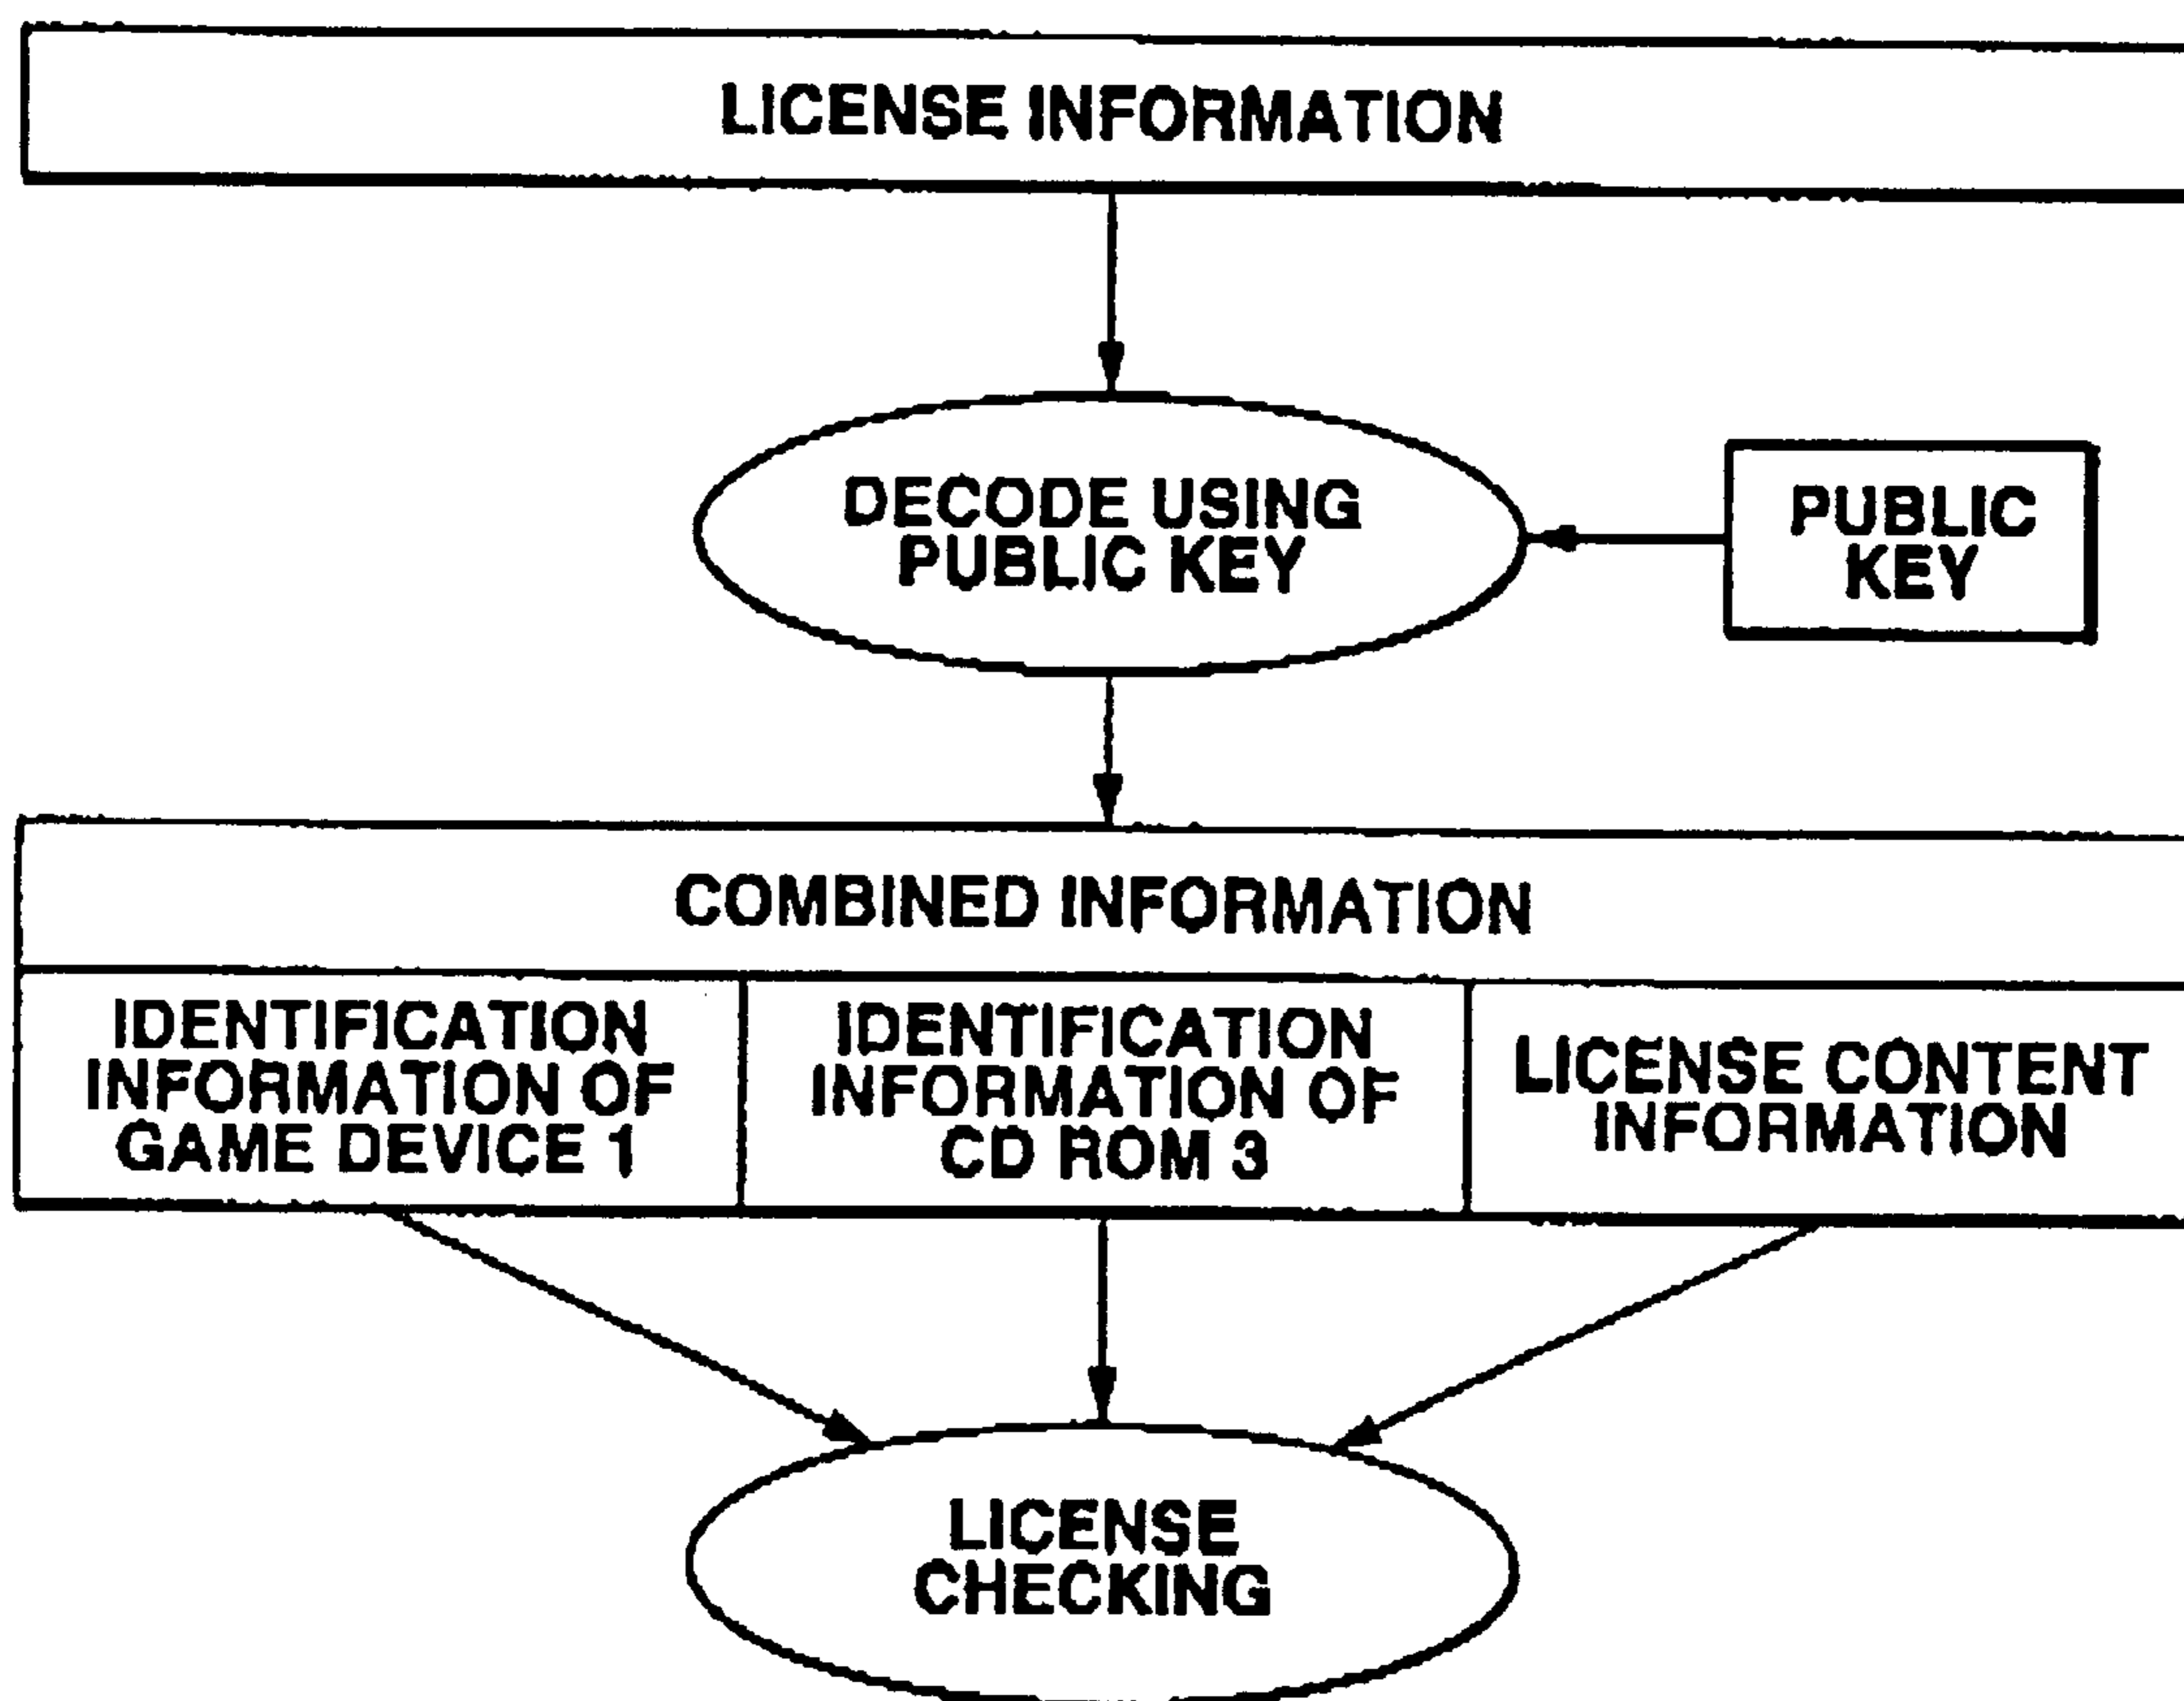 LICENSE INFORMATION
DECODE USING
PUBLIC KEY
PUBLIC
KEY
COMBINED INFORMATION
IDENTIFICATION
INFORMATION OF
GAME DEVICE 1
IDENTIFICATION
INFORMATION OF
CD ROM 3
LICENSE CONTENT
INFORMATION
LICENSE
CHECKING